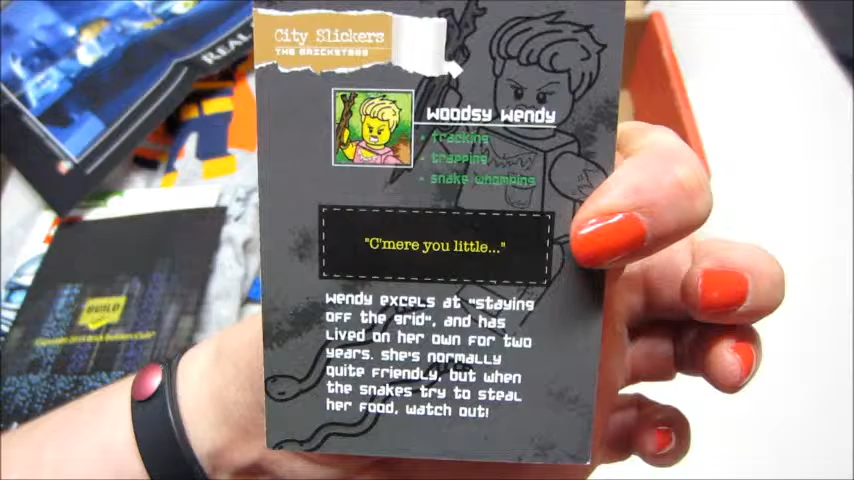 REAL
City Slickers
THE BRICKSTERS
woodsy wendy
- tracking
- trapping
- snake whomping
"C'mere you little..."
wendy excels at "staying
off the grid", and has
lived on her own for two
years. she's normally
quite friendly, but when
the snakes try to steal
her food, watch out!
BUILD